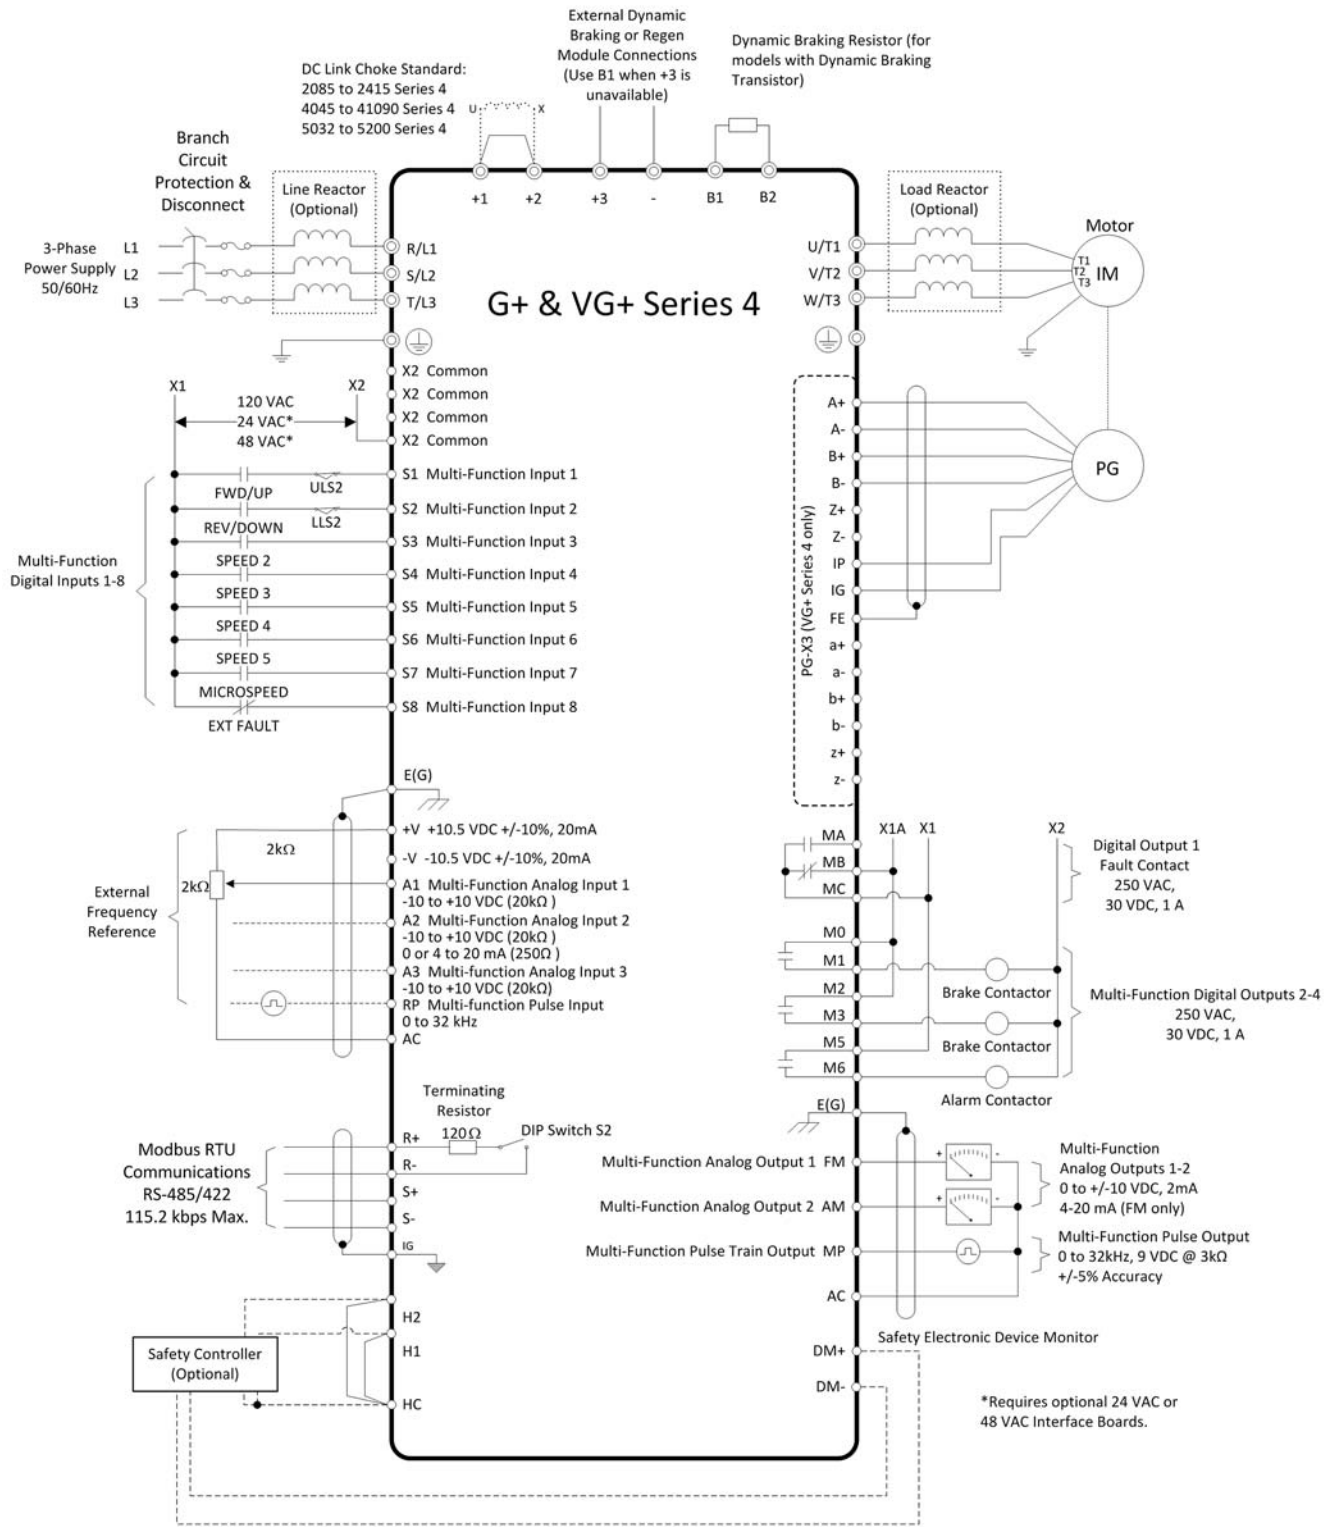 External Dynamic
Braking or Regen
Module Connections
(Use B1 when +3 is
unavailable)
Dynamic Braking Resistor (for
models with Dynamic Braking
Transistor)
DC Link Choke Standard:
2085 to 2415 Series 4
4045 to 41090 Series 4
5032 to 5200 Series 4
U
X
Branch
Circuit
Protection &
Disconnect
Line Reactor
(Optional)
+1
+2
+3
-
B1
B2
Load Reactor
(Optional)
Motor
3-Phase
Power Supply
50/60Hz
L1
L2
L3
R/L1
S/L2
T/L3
G+ & VG+ Series 4
U/T1
V/T2
W/T3
T1
T2
T3
IM
X2 Common
X2 Common
X2 Common
X2 Common
X1
X2
120 VAC
24 VAC*
48 VAC*
Multi-Function
Digital Inputs 1-8
FWD/UP
ULS2
REV/DOWN
LLS2
SPEED 2
SPEED 3
SPEED 4
SPEED 5
MICROSPEED
EXT FAULT
S1 Multi-Function Input 1
S2 Multi-Function Input 2
S3 Multi-Function Input 3
S4 Multi-Function Input 4
S5 Multi-Function Input 5
S6 Multi-Function Input 6
S7 Multi-Function Input 7
S8 Multi-Function Input 8
PG-X3 (VG+ Series 4 only)
A+
A-
B+
B-
Z+
Z-
IP
IG
FE
a+
a-
b+
b-
z+
z-
PG
E(G)
External
Frequency
Reference
2kΩ
2kΩ
+V +10.5 VDC +/-10%, 20mA
-V -10.5 VDC +/-10%, 20mA
A1 Multi-Function Analog Input 1
-10 to +10 VDC (20kΩ )
A2 Multi-Function Analog Input 2
-10 to +10 VDC (20kΩ )
0 or 4 to 20 mA (250Ω )
A3 Multi-function Analog Input 3
-10 to +10 VDC (20kΩ)
RP Multi-function Pulse Input
0 to 32 kHz
AC
MA
MB
MC
X1A
X1
X2
Digital Output 1
Fault Contact
250 VAC,
30 VDC, 1 A
M0
M1
M2
M3
M5
M6
Brake Contactor
Brake Contactor
Alarm Contactor
Multi-Function Digital Outputs 2-4
250 VAC,
30 VDC, 1 A
Modbus RTU
Communications
RS-485/422
115.2 kbps Max.
Terminating
Resistor
120Ω
DIP Switch S2
R+
R-
S+
S-
IG
E(G)
Multi-Function Analog Output 1 FM
Multi-Function Analog Output 2 AM
Multi-Function Pulse Train Output MP
AC
+
-
+
-
Multi-Function
Analog Outputs 1-2
0 to +/-10 VDC, 2mA
4-20 mA (FM only)
Multi-Function Pulse Output
0 to 32kHz, 9 VDC @ 3kΩ
+/-5% Accuracy
Safety Controller
(Optional)
H2
H1
HC
Safety Electronic Device Monitor
DM+
DM-
*Requires optional 24 VAC or
48 VAC Interface Boards.